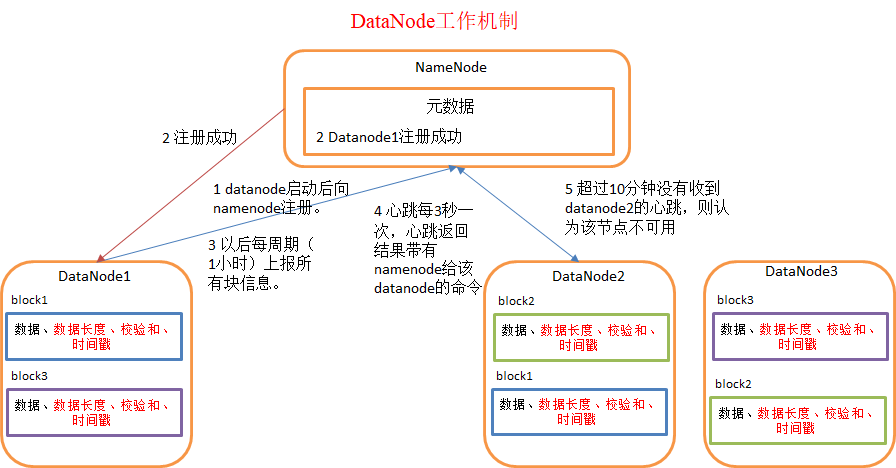 DataNode工作机制
NameNode
元数据
2 Datanode1注册成功
2 注册成功
1 datanode启动后向
namenode注册。
3 以后每周期（
1小时）上报所
有块信息。
4 心跳每3秒一
次，心跳返回
结果带有
namenode给该
datanode的命令
5 超过10分钟没有收到
datanode2的心跳，则认
为该节点不可用
DataNode1
block1
数据、数据长度、校验和、
时间戳
block3
数据、数据长度、校验和、
时间戳
DataNode2
block2
数据、数据长度、校验和、
时间戳
block1
数据、数据长度、校验和、
时间戳
DataNode3
block3
数据、数据长度、校验和、
时间戳
block2
数据、数据长度、校验和、
时间戳